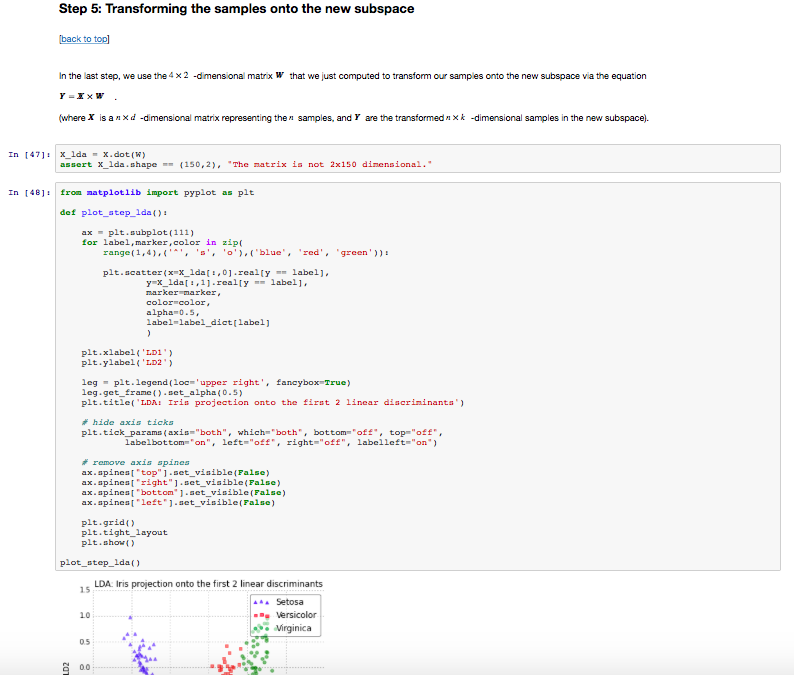 Step 5: Transforming the samples onto the new subspace
[back to top]
In the last step, we use the 4 × 2 -dimensional matrix W that we just computed to transform our samples onto the new subspace via the equation
Y = X × W .
(where X is a n × d -dimensional matrix representing the n samples, and Y are the transformed n × k -dimensional samples in the new subspace).
In [47]: X_lda = X.dot(W)
assert X_lda.shape == (150,2), "The matrix is not 2x150 dimensional."
In [48]: from matplotlib import pyplot as plt
def plot_step_lda():
    ax = plt.subplot(111)
    for label,marker,color in zip(
        range(1,4),('^', 's', 'o'),('blue', 'red', 'green')):
        plt.scatter(x=X_lda[:,0].real[y == label],
                y=X_lda[:,1].real[y == label],
                marker=marker,
                color=color,
                alpha=0.5,
                label=label_dict[label]
                )
    plt.xlabel('LD1')
    plt.ylabel('LD2')
    leg = plt.legend(loc='upper right', fancybox=True)
    leg.get_frame().set_alpha(0.5)
    plt.title('LDA: Iris projection onto the first 2 linear discriminants')
    # hide axis ticks
    plt.tick_params(axis="both", which="both", bottom="off", top="off",
            labelbottom="on", left="off", right="off", labelleft="on")
    # remove axis spines
    ax.spines["top"].set_visible(False)
    ax.spines["right"].set_visible(False)
    ax.spines["bottom"].set_visible(False)
    ax.spines["left"].set_visible(False)
    plt.grid()
    plt.tight_layout
    plt.show()
plot_step_lda()
LDA: Iris projection onto the first 2 linear discriminants
1.5
Setosa
1.0
Versicolor
Virginica
0.5
0.0
LD2